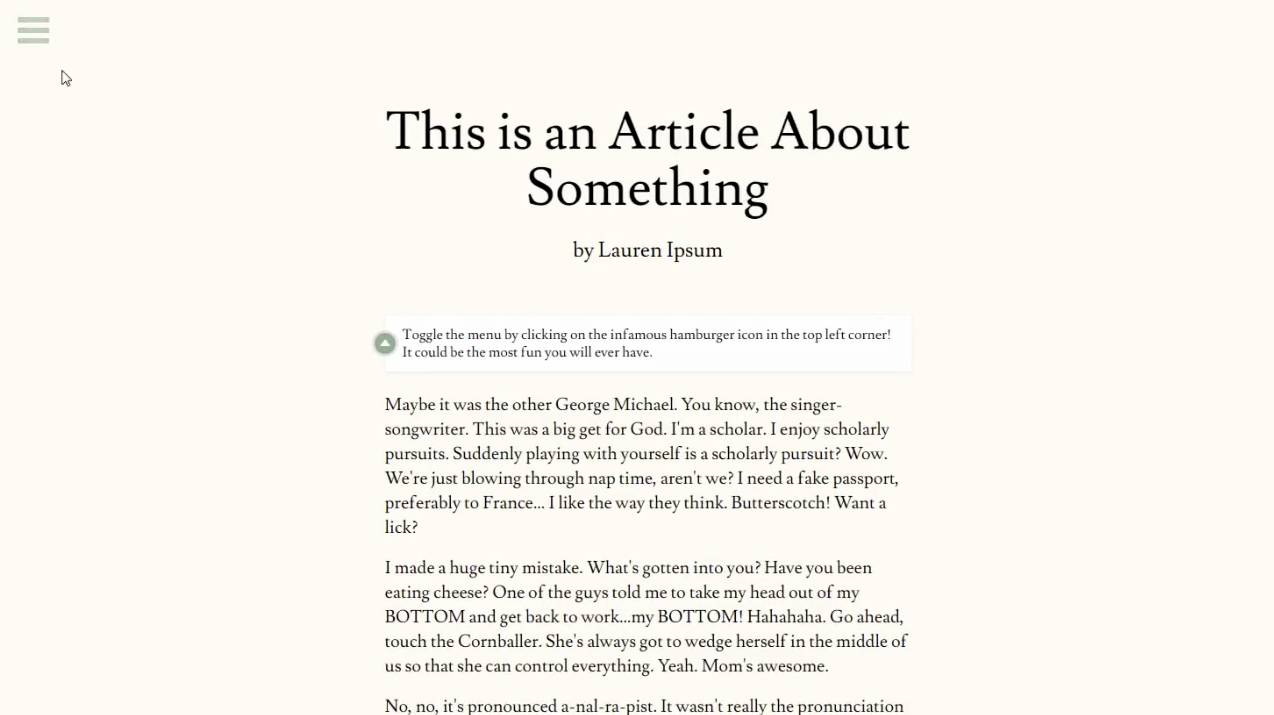 This is an Article About
Something
by Lauren Ipsum
Toggle the menu by clicking on the infamous hamburger icon in the top left corner!
It could be the most fun you will ever have.
Maybe it was the other George Michael. You know, the singer-
songwriter. This was a big get for God. I'm a scholar. I enjoy scholarly
pursuits. Suddenly playing with yourself is a scholarly pursuit? Wow.
We're just blowing through nap time, aren't we? I need a fake passport,
preferably to France... I like the way they think. Butterscotch! Want a
lick?
I made a huge tiny mistake. What's gotten into you? Have you been
eating cheese? One of the guys told me to take my head out of my
BOTTOM and get back to work...my BOTTOM! Hahahaha. Go ahead,
touch the Cornballer. She's always got to wedge herself in the middle of
us so that she can control everything. Yeah. Mom's awesome.
No, no, it's pronounced a-nal-ra-pist. It wasn't really the pronunciation